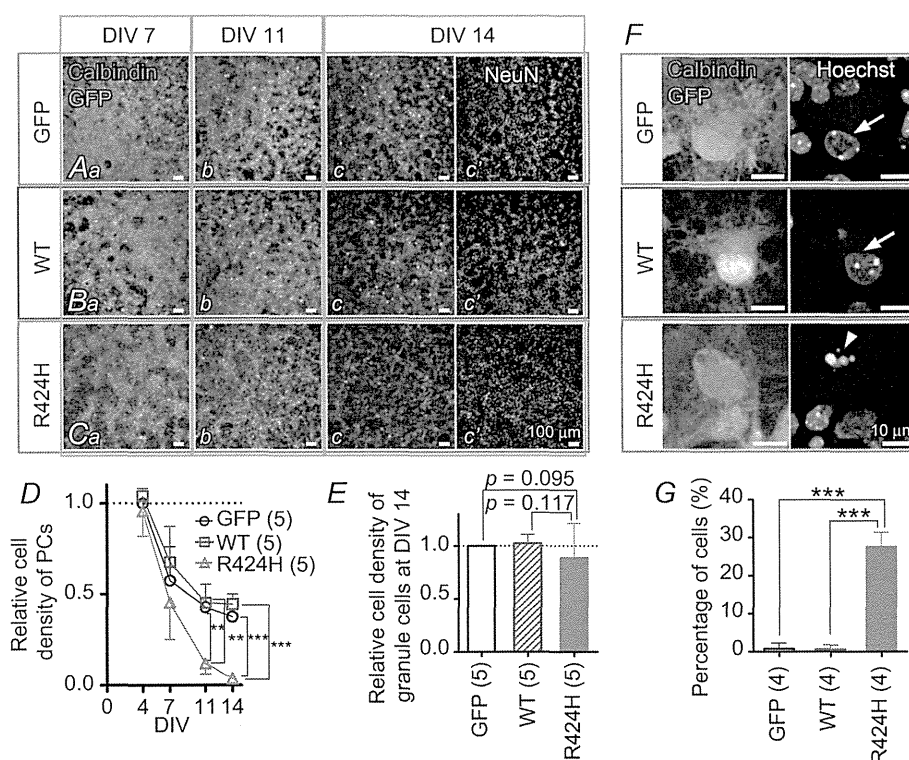 DIV 7 DIV 11 DIV 14
GFP
Calbindin
GFP
NeuN
Aa b c c'
WT
Ba b c c'
R424H
Ca b c c'
100 μm
F
Calbindin
GFP
Hoechst
GFP
WT
R424H
10 μm
D
Relative cell
density of PCs
1.0
0.5
0.0
0 4 7 11 14
DIV
GFP (5)
WT (5)
R424H (5)
** ** *** ***
E
Relative cell density of
granule cells at DIV 14
p = 0.095
p = 0.117
1.0
0.5
0.0
GFP (5)
WT (5)
R424H (5)
G
Percentage of cells (%)
40
30
20
10
0
***
***
GFP (4)
WT (4)
R424H (4)